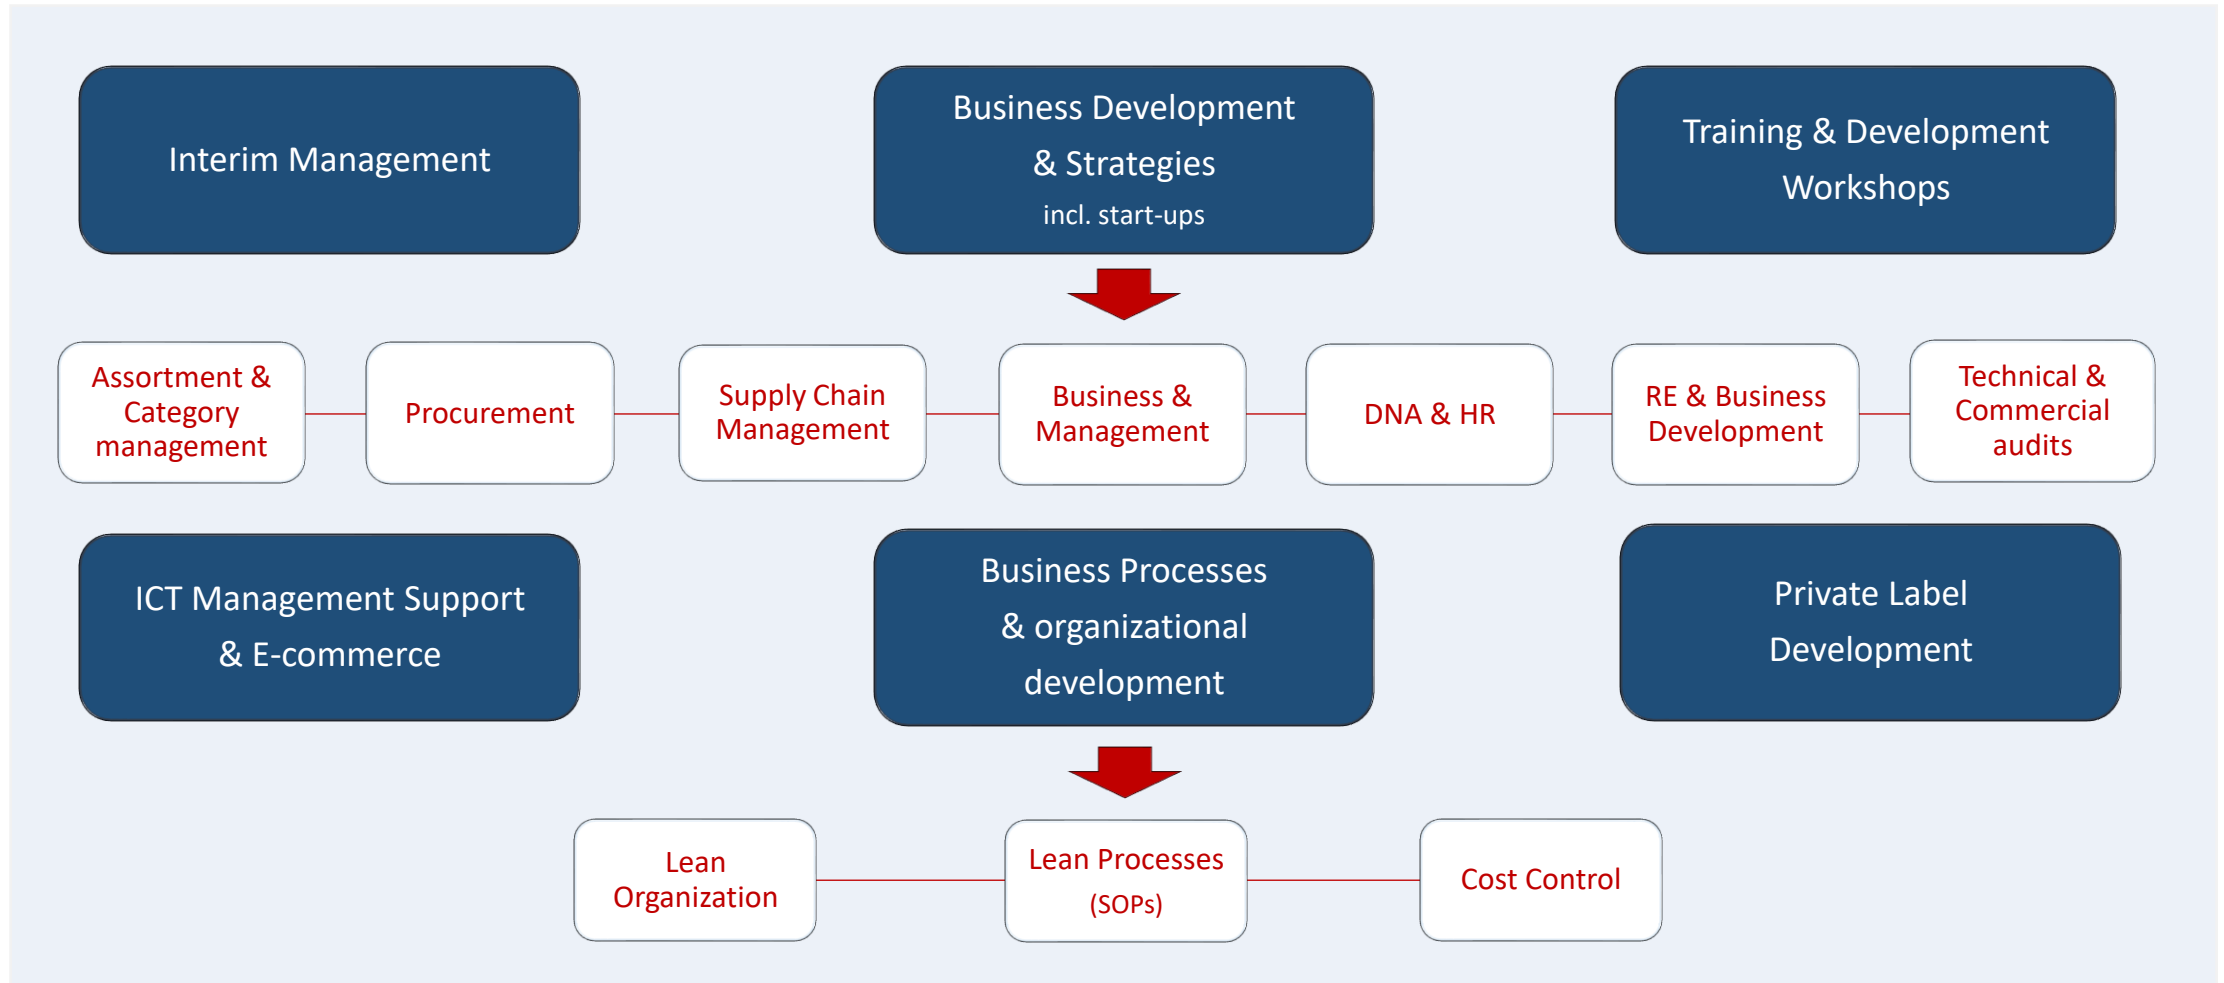 Interim Management
Business Development
& Strategies
incl. start-ups
Training & Development
Workshops
Assortment &
Category
management
Procurement
Supply Chain
Management
Business &
Management
DNA & HR
RE & Business
Development
Technical &
Commercial
audits
ICT Management Support
& E-commerce
Business Processes
& organizational
development
Private Label
Development
Lean
Organization
Lean Processes
(SOPs)
Cost Control